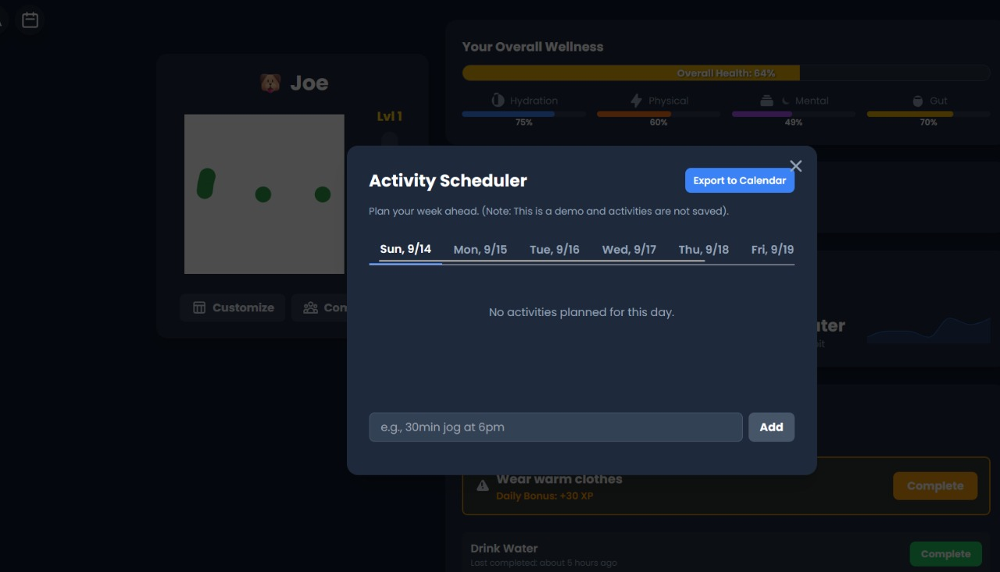 Joe
Lvl 1
Customize
Your Overall Wellness
Overall Health: 64%
Hydration
75%
Physical
60%
Mental
49%
Gut
70%
Activity Scheduler
Export to Calendar
Plan your week ahead. (Note: This is a demo and activities are not saved).
Sun, 9/14 Mon, 9/15 Tue, 9/16 Wed, 9/17 Thu, 9/18 Fri, 9/19
No activities planned for this day.
e.g., 30min jog at 6pm
Add
Wear warm clothes
Daily Bonus: +30 XP
Complete
Drink Water
Last completed: about 5 hours ago
Complete